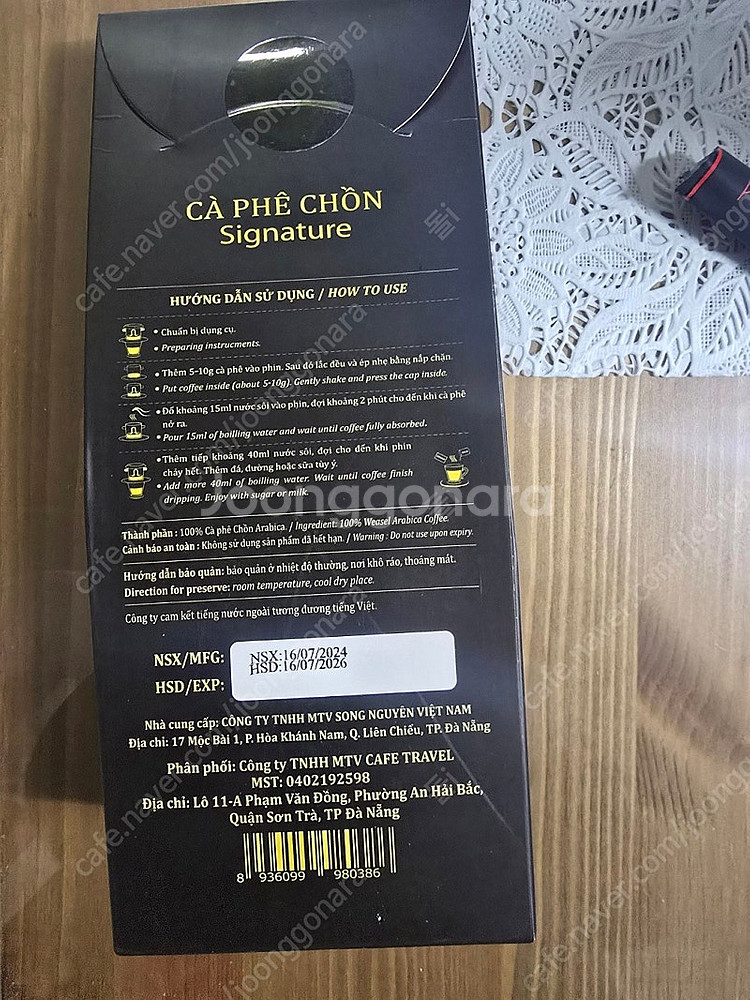 CÀ PHÊ CHỒN
Signature
HƯỚNG DẪN SỬ DỤNG / HOW TO USE
• Chuẩn bị dụng cụ.
• Preparing instrucments.
• Thêm 5-10g cà phê vào phin. Sau đó lắc đều và ép nhẹ bằng nắp chặn.
• Put coffee inside (about 5-10g). Gently shake and press the cap inside.
• Đổ khoảng 15ml nước sôi vào phin, đợi khoảng 2 phút cho đến khi cà phê
nở ra.
• Pour 15ml of boilling water and wait until coffee fully absorbed.
• Thêm tiếp khoảng 40ml nước sôi, đợi cho đến khi phin
chảy hết. Thêm đá, đường hoặc sữa tùy ý.
• Add more 40ml of boilling water. Wait until coffee finish
dripping. Enjoy with sugar or milk.
Thành phần : 100% Cà phê Chồn Arabica. / Ingredient: 100% Weasel Arabica Coffee.
Cảnh báo an toàn : Không sử dụng sản phẩm đã hết hạn. / Warning : Do not use upon expiry.
Hướng dẫn bảo quản: bảo quản ở nhiệt độ thường, nơi khô ráo, thoáng mát.
Direction for preserve: room temperature, cool dry place.
Công ty cam kết tiếng nước ngoài tương đương tiếng Việt.
NSX/MFG:
NSX:16/07/2024
HSD:16/07/2026
HSD/EXP:
Nhà cung cấp: CÔNG TY TNHH MTV SONG NGUYÊN VIỆT NAM
Địa chỉ: 17 Mộc Bài 1, P. Hòa Khánh Nam, Q. Liên Chiểu, TP. Đà Nẵng
Phân phối: Công ty TNHH MTV CAFE TRAVEL
MST: 0402192598
Địa chỉ: Lô 11-A Phạm Văn Đồng, Phường An Hải Bắc,
Quận Sơn Trà, TP Đà Nẵng
8 936099 980386
Joonggonara
cafe.naver.com/joonggonara